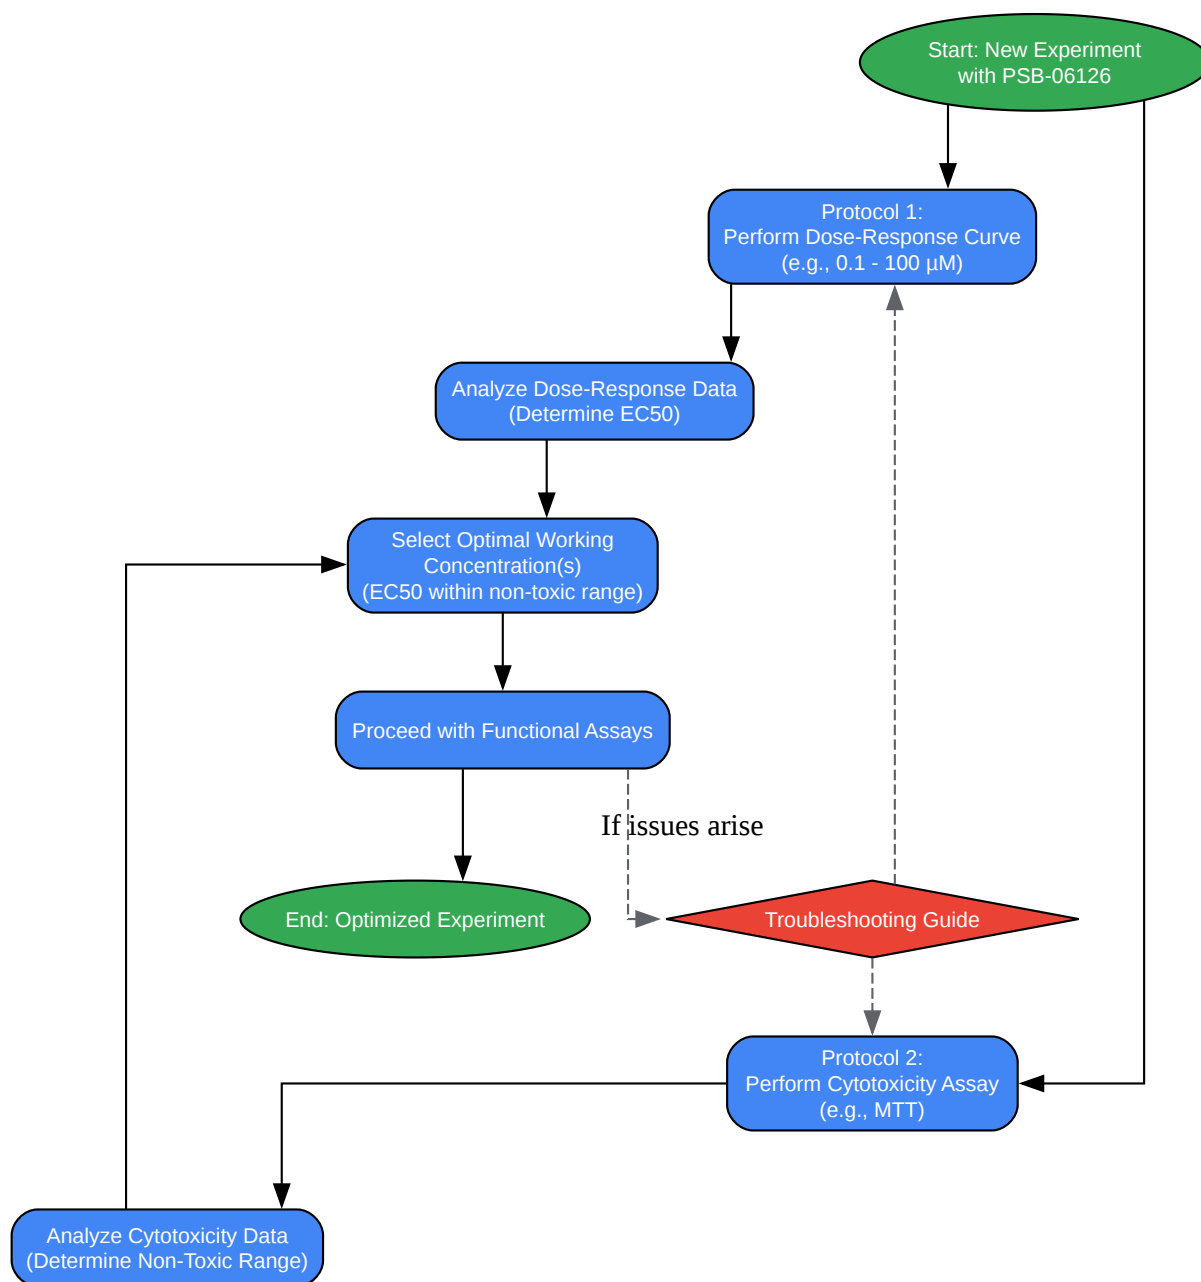 Start: New Experiment
with PSB-06126
Protocol 1:
Perform Dose-Response Curve
(e.g., 0.1 - 100 µM)
Analyze Dose-Response Data
(Determine EC50)
Select Optimal Working
Concentration(s)
(EC50 within non-toxic range)
Proceed with Functional Assays
If issues arise
End: Optimized Experiment
Troubleshooting Guide
Protocol 2:
Perform Cytotoxicity Assay
(e.g., MTT)
Analyze Cytotoxicity Data
(Determine Non-Toxic Range)